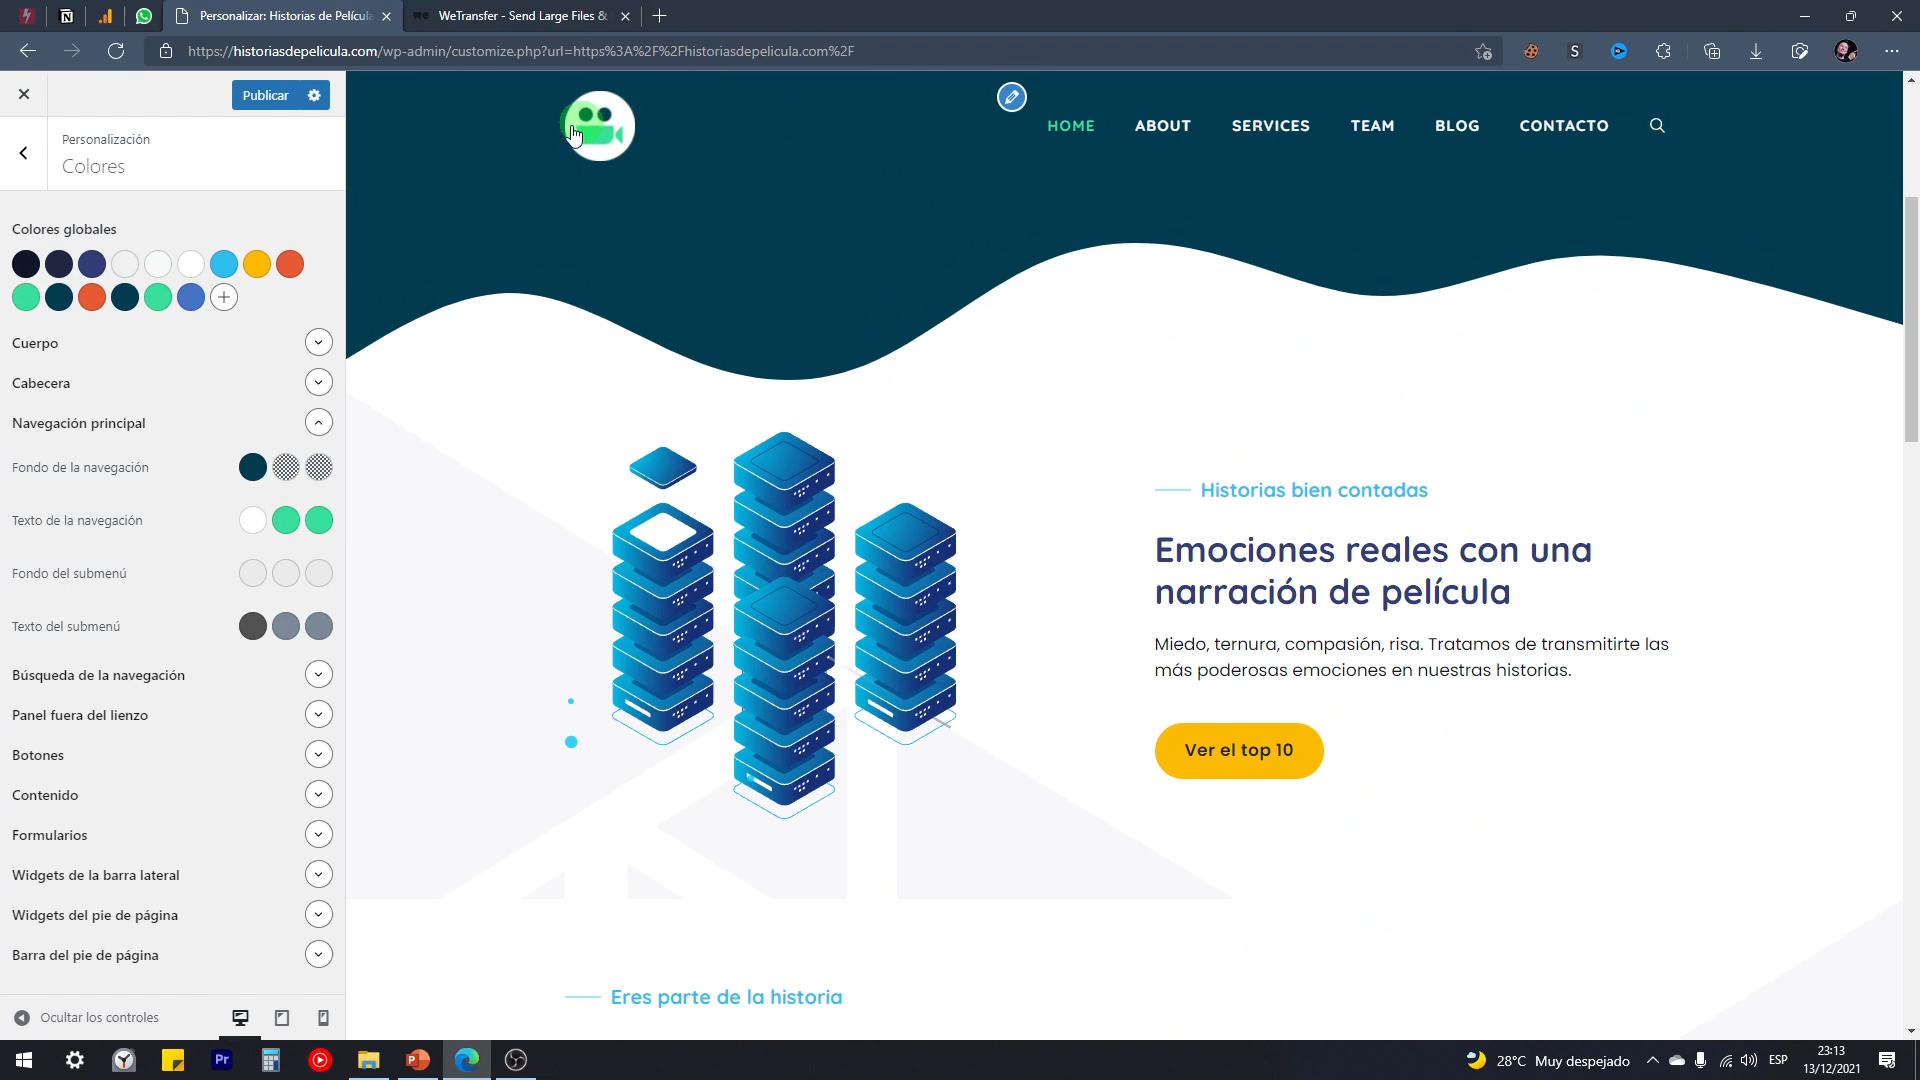 Personalizar: Historias de Películ
WeTransfer - Send Large Files &
https://historiasdepelicula.com/wp-admin/customize.php?url=https%3A%2F%2Fhistoriasdepelicula.com%2F
S
Publicar
Personalización
Colores
HOME
ABOUT
SERVICES
TEAM
BLOG
CONTACTO
Colores globales
Cuerpo
Cabecera
Navegación principal
Fondo de la navegación
Texto de la navegación
Fondo del submenú
Texto del submenú
Búsqueda de la navegación
Panel fuera del lienzo
Botones
Contenido
Formularios
Widgets de la barra lateral
Widgets del pie de página
Barra del pie de página
Ocultar los controles
Historias bien contadas
Emociones reales con una
narración de película
Miedo, ternura, compasión, risa. Tratamos de transmitirte las
más poderosas emociones en nuestras historias.
Ver el top 10
Eres parte de la historia
Pr
28°C Muy despejado
ESP
23:13
13/12/2021